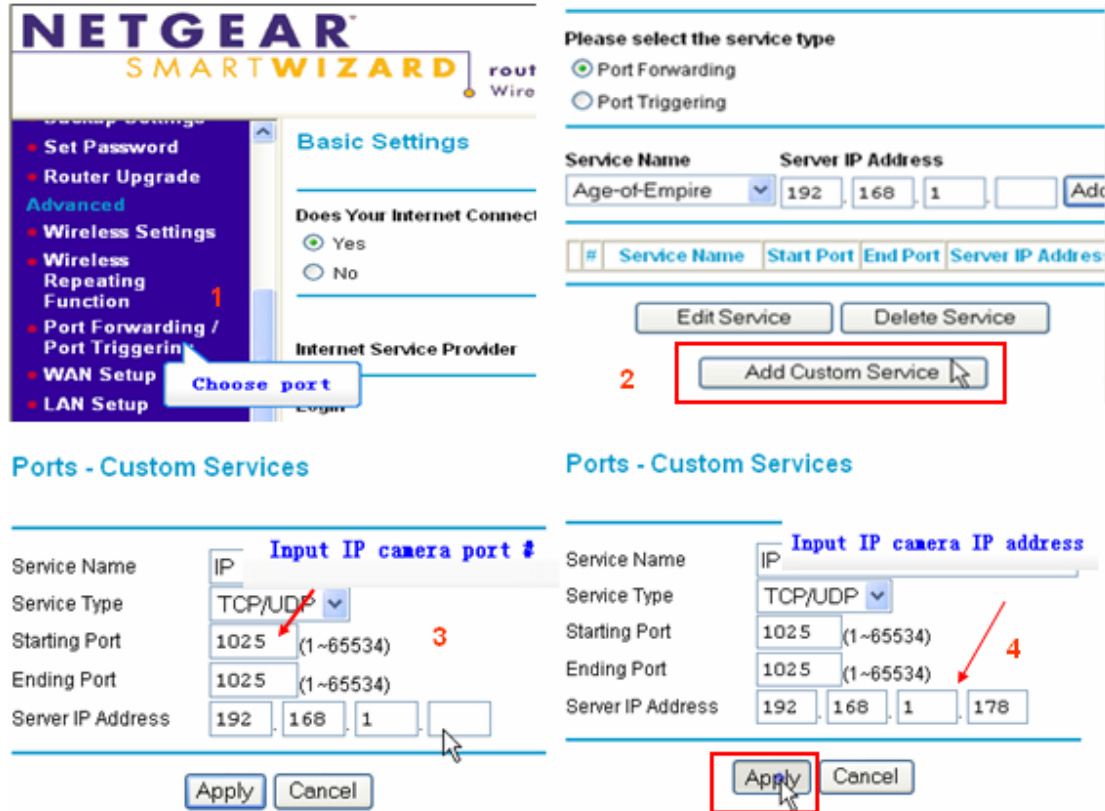 NETGEAR
SMARTWIZARD
rout
Wire
Backup Settings
Set Password
Router Upgrade
Advanced
Wireless Settings
Wireless
Repeating
Function
1
Port Forwarding /
Port Triggering
WAN Setup
LAN Setup
Choose port
Basic Settings
Does Your Internet Connect
Yes
No
Internet Service Provider
Login
Please select the service type
Port Forwarding
Port Triggering
Service Name Server IP Address
Age-of-Empire 192 . 168 . 1 . Add
# Service Name Start Port End Port Server IP Addres
Edit Service Delete Service
2 Add Custom Service
Ports - Custom Services
Input IP camera port #
Service Name IP
Service Type TCP/UDP
Starting Port 1025 (1~65534) 3
Ending Port 1025 (1~65534)
Server IP Address 192 . 168 . 1 .
Apply Cancel
Ports - Custom Services
Input IP camera IP address
Service Name IP
Service Type TCP/UDP
Starting Port 1025 (1~65534) 4
Ending Port 1025 (1~65534)
Server IP Address 192 . 168 . 1 . 178
Apply Cancel